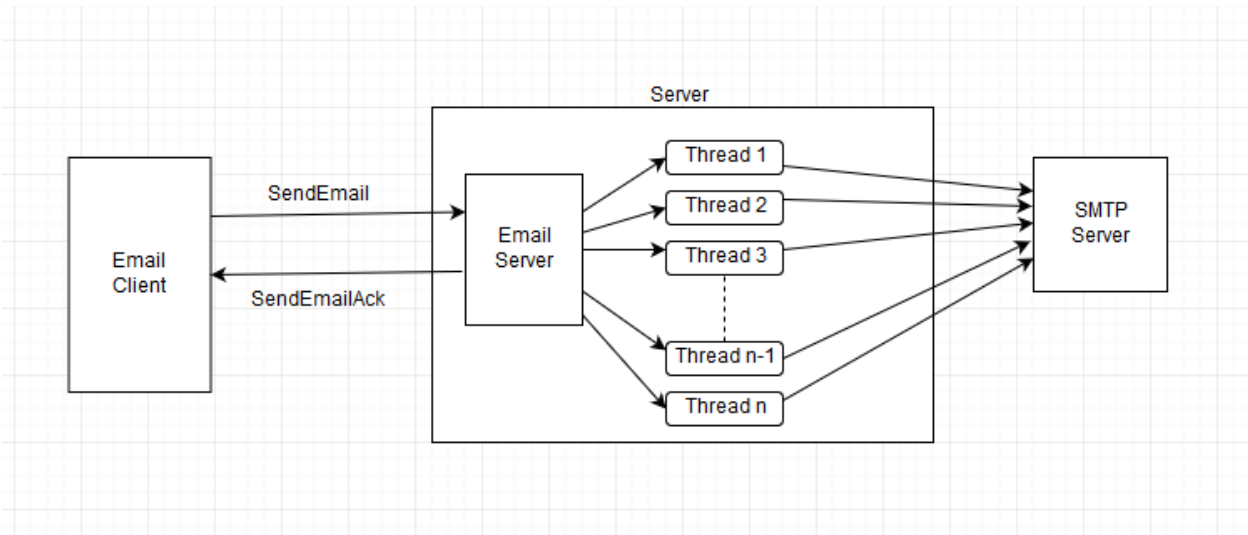 Server
Thread 1
SendEmail
Thread 2
Email
Server
SMTP
Server
Thread 3
Email
Client
SendEmailAck
Thread n-1
Thread n